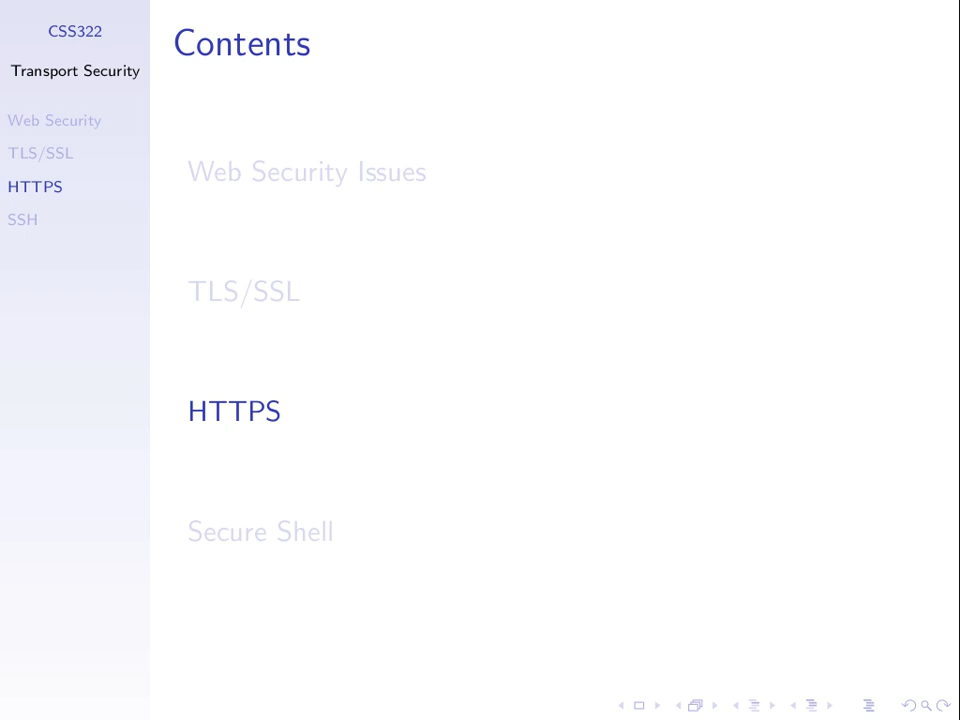 CSS322
Transport Security
Web Security
TLS/SSL
HTTPS
SSH
Contents
Web Security Issues
TLS/SSL
HTTPS
Secure Shell